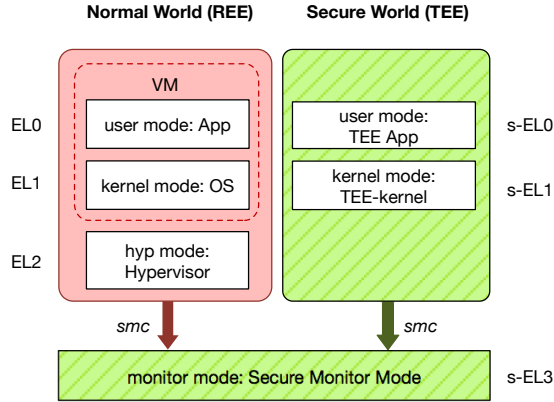 Normal World (REE)
Secure World (TEE)
VM
EL0
user mode: App
user mode:
TEE App
s-EL0
EL1
kernel mode: OS
kernel mode:
TEE-kernel
s-EL1
EL2
hyp mode:
Hypervisor
smc
smc
monitor mode: Secure Monitor Mode
s-EL3